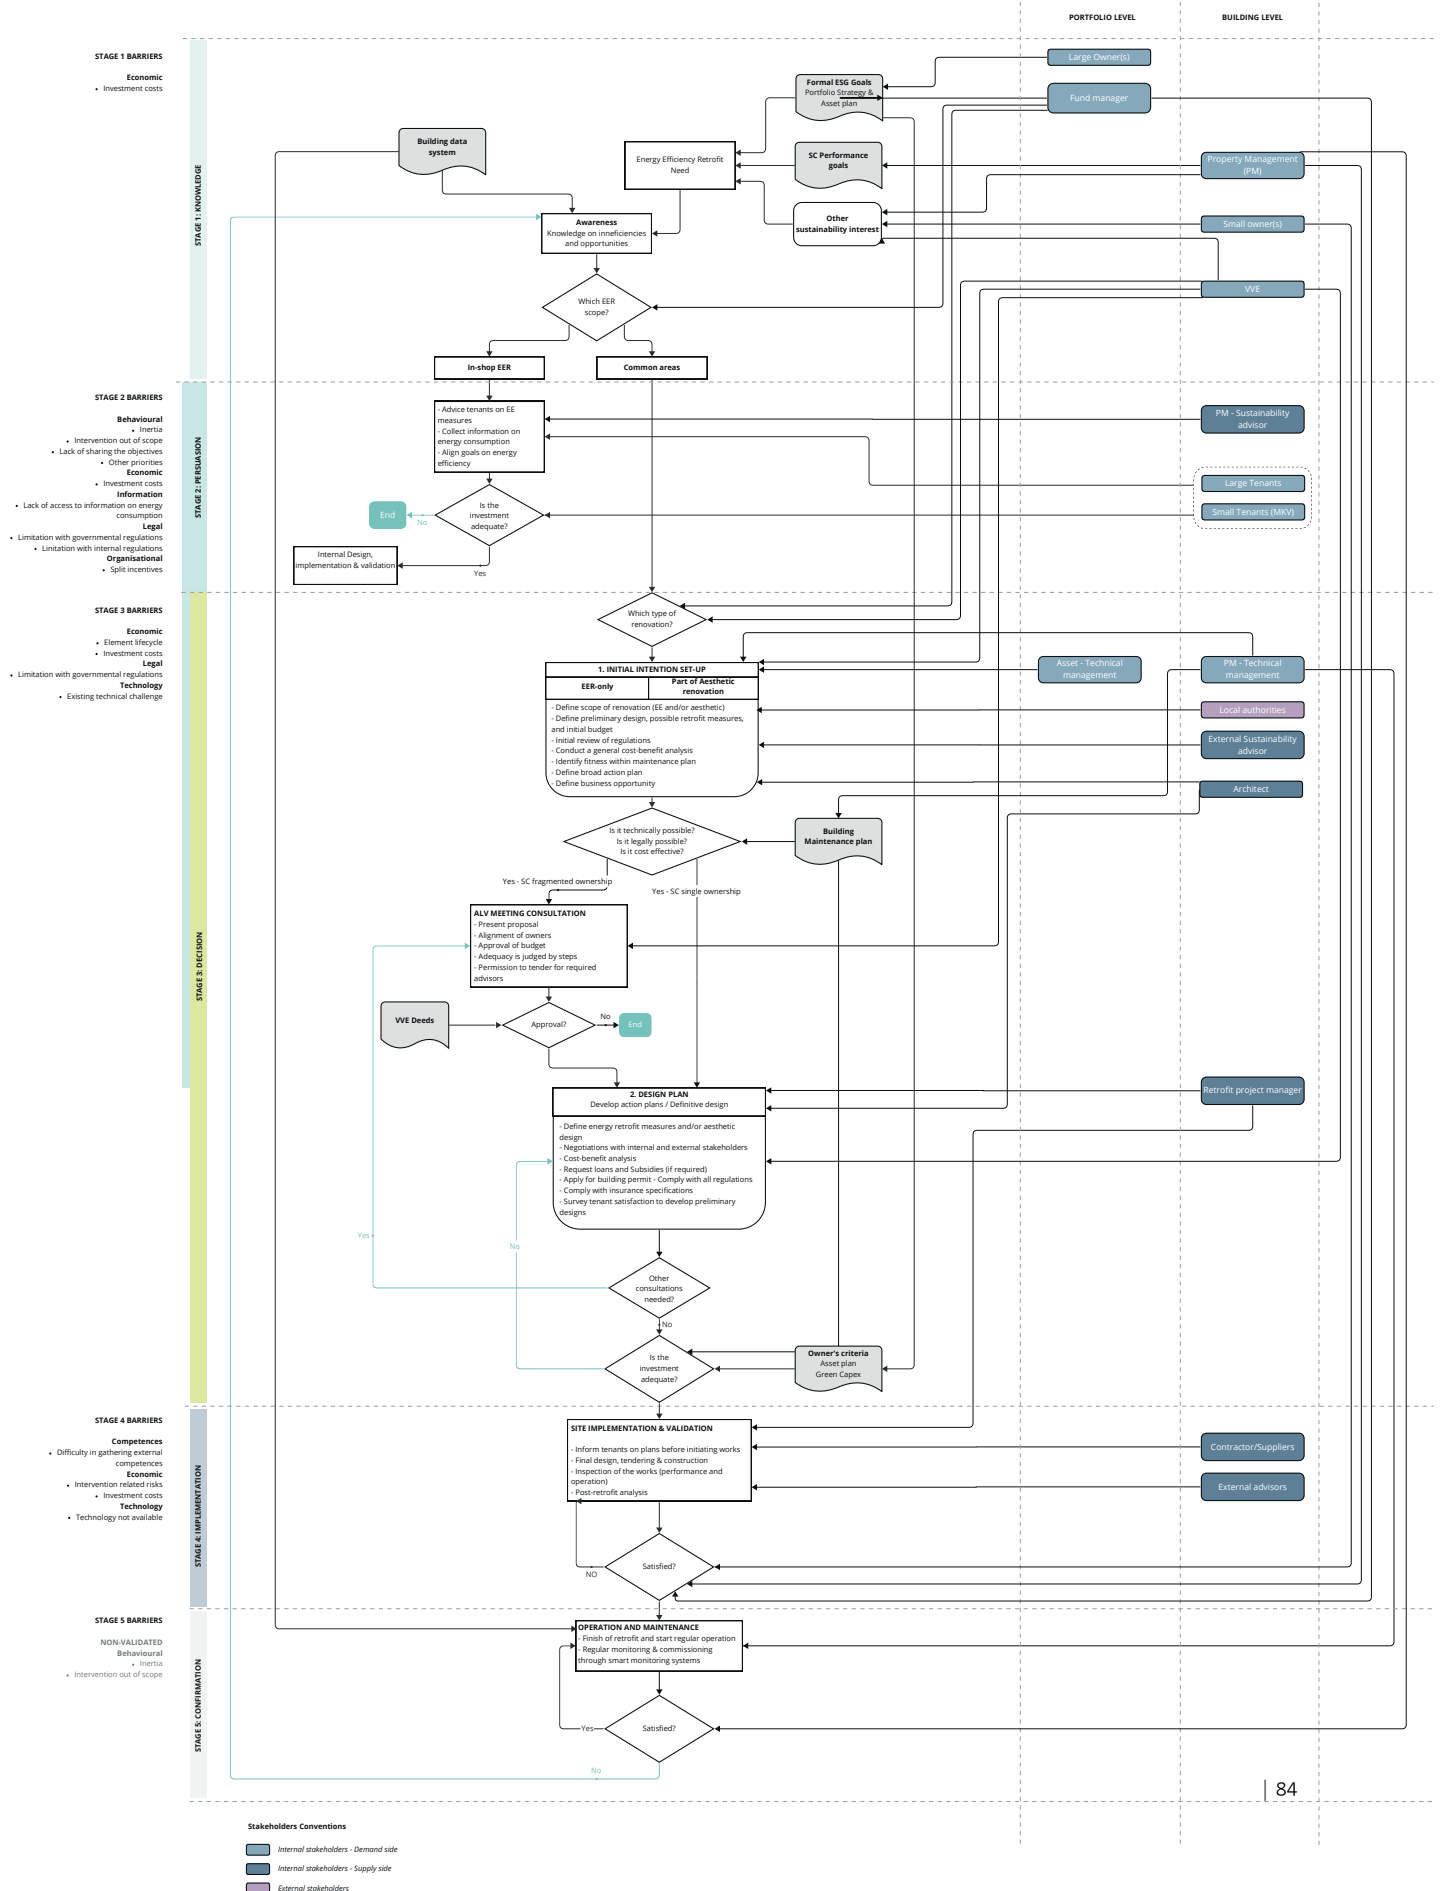 PORTFOLIO LEVEL
BUILDING LEVEL
STAGE 1 BARRIERS
Economic
• Investment costs
STAGE 1: KNOWLEDGE
Large Owner(s)
Fund manager
Formal ESG Goals
Portfolio Strategy &
Asset plan
Building data
system
Energy Efficiency Retrofit
Need
SC Performance
goals
Property Management
(PM)
Other
sustainability interest
Small owner(s)
Awareness
Knowledge on inneficiencies
and opportunities
VVE
Which EER
scope?
In-shop EER
Common areas
STAGE 2 BARRIERS
Behavioural
• Inertia
• Intervention out of scope
• Lack of sharing the objectives
• Other priorities
Economic
• Investment costs
Information
• Lack of access to information on energy
consumption
Legal
• Limitation with governmental regulations
• Linitation with internal regulations
Organisational
• Split incentives
STAGE 2: PERSUASION
- Advice tenants on EE
measures
- Collect information on
energy consumption
- Align goals on energy
efficiency
PM - Sustainability
advisor
Large Tenants
Small Tenants (MKV)
End
No
Is the
investment
adequate?
Internal Design,
implementation & validation
Yes
STAGE 3 BARRIERS
Economic
• Element lifecycle
• Investment costs
Legal
• Limitation with governmental regulations
Technology
• Existing technical challenge
STAGE 3: DECISION
Which type of
renovation?
1. INITIAL INTENTION SET-UP
EER-only
Part of Aesthetic
renovation
- Define scope of renovation (EE and/or aesthetic)
- Define preliminary design, possible retrofit measures,
and initial budget
- Initial review of regulations
- Conduct a general cost-benefit analysis
- Identify fitness within maintenance plan
- Define broad action plan
- Define business opportunity
Asset - Technical
management
PM - Technical
management
Local authorities
External Sustainability
advisor
Architect
Is it technically possible?
Is it legally possible?
Is it cost effective?
Building
Maintenance plan
Yes - SC fragmented ownership
Yes - SC single ownership
ALV MEETING CONSULTATION
- Present proposal
- Alignment of owners
- Approval of budget
- Adequacy is judged by steps
- Permission to tender for required
advisors
VVE Deeds
Approval?
No
End
2. DESIGN PLAN
Develop action plans / Definitive design
- Define energy retrofit measures and/or aesthetic
design
- Negotiations with internal and external stakeholders
- Cost-benefit analysis
- Request loans and Subsidies (if required)
- Apply for building permit - Comply with all regulations
- Comply with insurance specifications
- Survey tenant satisfaction to develop preliminary
designs
Retrofit project manager
Yes
No
Other
consultations
needed?
No
Is the
investment
adequate?
Owner's criteria
Asset plan
Green Capex
STAGE 4 BARRIERS
Competences
• Difficulty in gathering external
competences
Economic
• Intervention related risks
• Investment costs
Technology
• Technology not available
STAGE 4: IMPLEMENTATION
SITE IMPLEMENTATION & VALIDATION
- Inform tenants on plans before initiating works
- Final design, tendering & construction
- Inspection of the works (performance and
operation)
- Post-retrofit analysis
Contractor/Suppliers
External advisors
Satisfied?
NO
STAGE 5 BARRIERS
NON-VALIDATED
Behavioural
• Inertia
• Intervention out of scope
STAGE 5: CONFIRMATION
OPERATION AND MAINTENANCE
- Finish of retrofit and start regular operation
- Regular monitoring & commissioning
through smart monitoring systems
Yes
Satisfied?
No
| 84
Stakeholders Conventions
Internal stakeholders - Demand side
Internal stakeholders - Supply side
External stakeholders